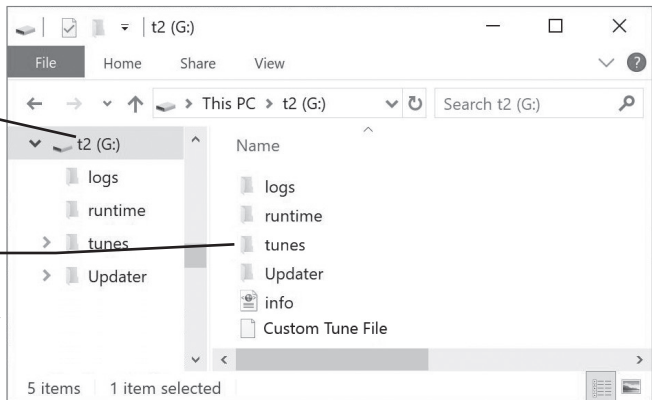 t2 (G:)
File Home Share View
This PC > t2 (G:) Search t2 (G:)
t2 (G:)
logs
runtime
tunes
Updater
Name
logs
runtime
tunes
Updater
info
Custom Tune File
5 items 1 item selected